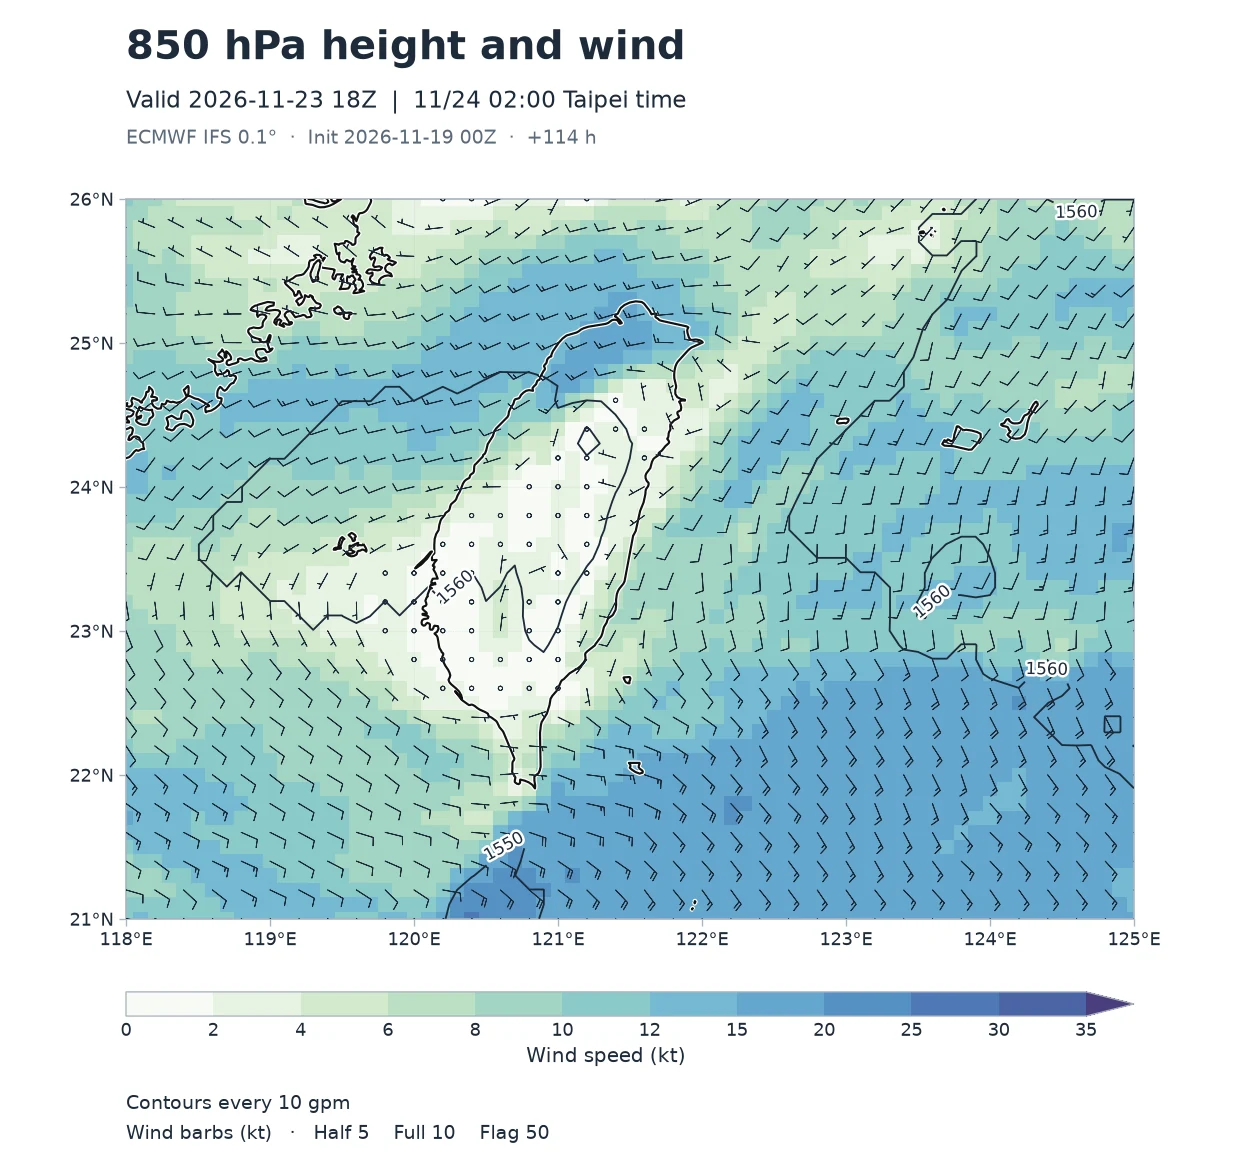 850 hPa height and wind
Valid 2026-11-23 18Z | 11/24 02:00 Taipei time
ECMWF IFS 0.1° · Init 2026-11-19 00Z · +114 h
26°N
25°N
24°N
23°N
22°N
21°N
1560
1560
1560
1560
1550
118°E 119°E 120°E 121°E 122°E 123°E 124°E 125°E
0 2 4 6 8 10 12 15 20 25 30 35
Wind speed (kt)
Contours every 10 gpm
Wind barbs (kt) · Half 5 Full 10 Flag 50